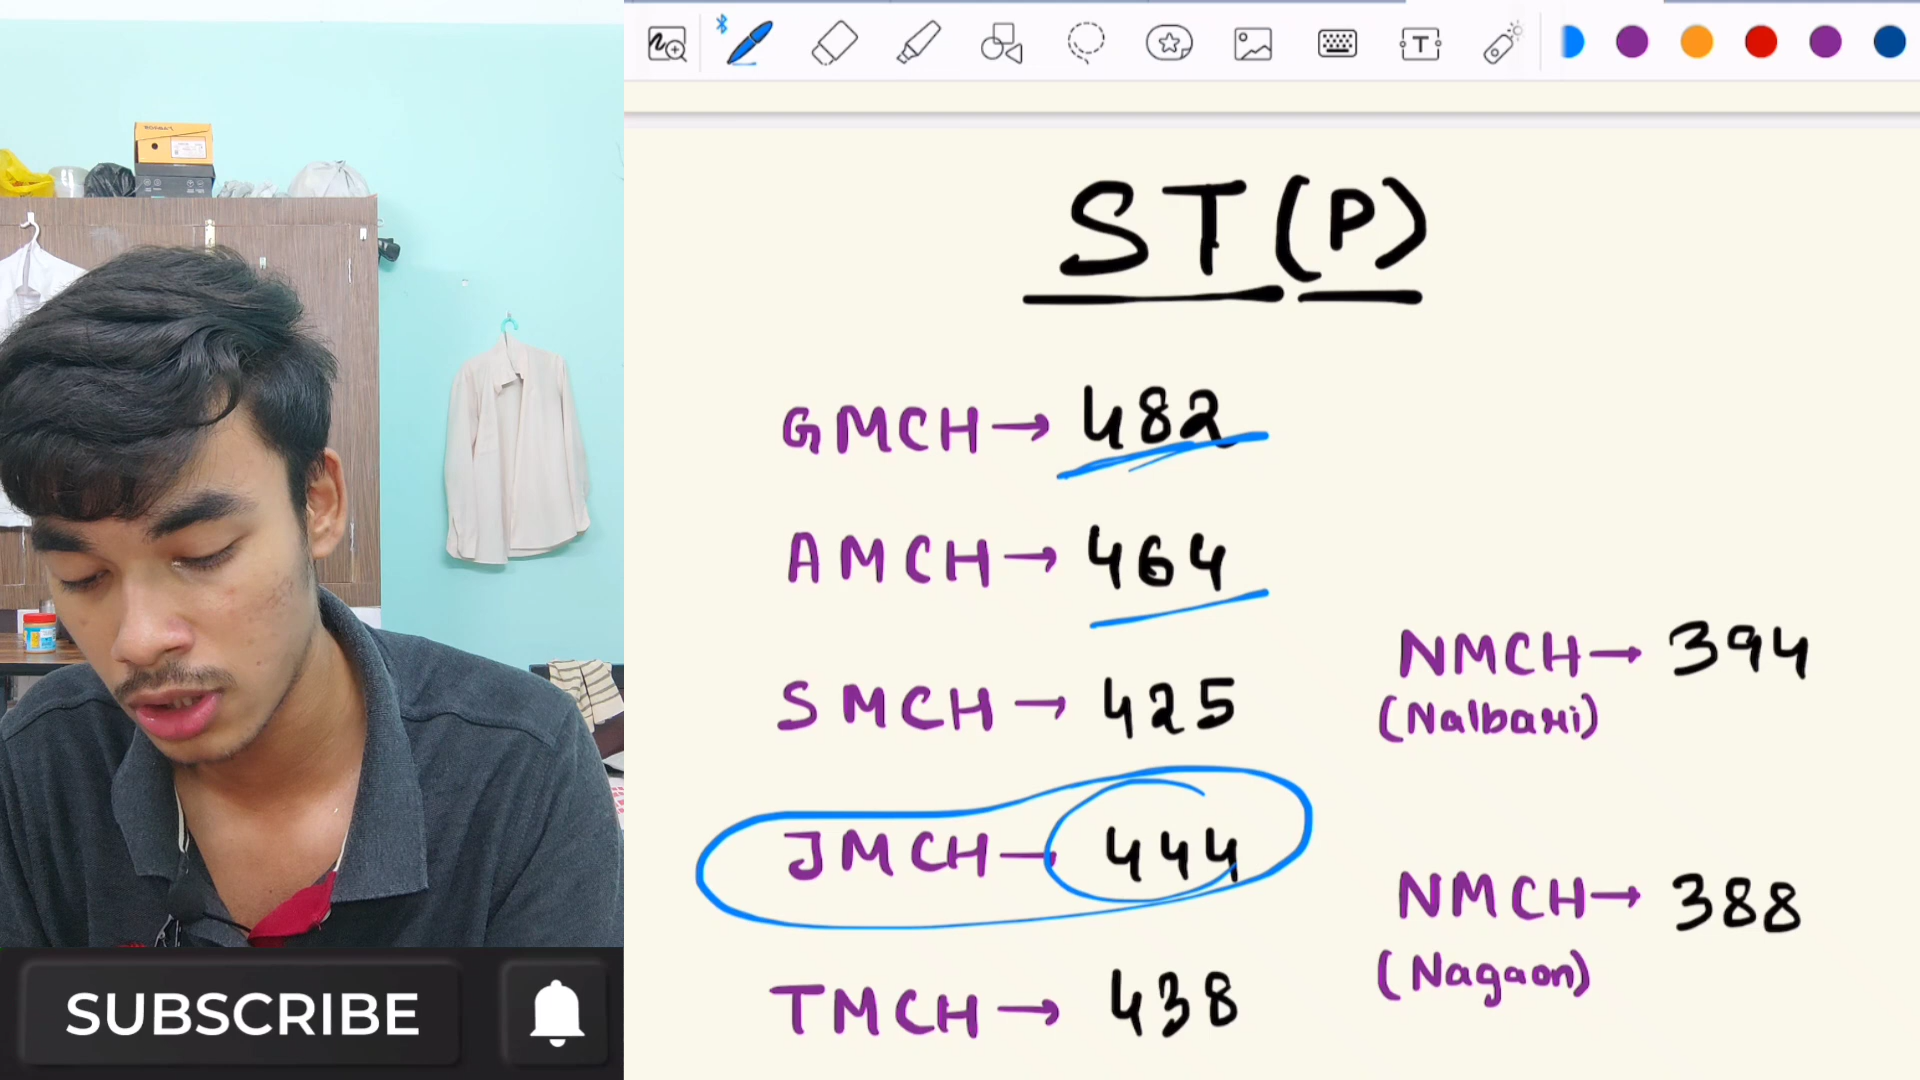 ST(P)
GMCH → 482
AMCH → 464
SMCH → 425
JMCH → 444
TMCH → 438
NMCH → 394
(Nalbari)
NMCH → 388
(Nagaon)
SUBSCRIBE